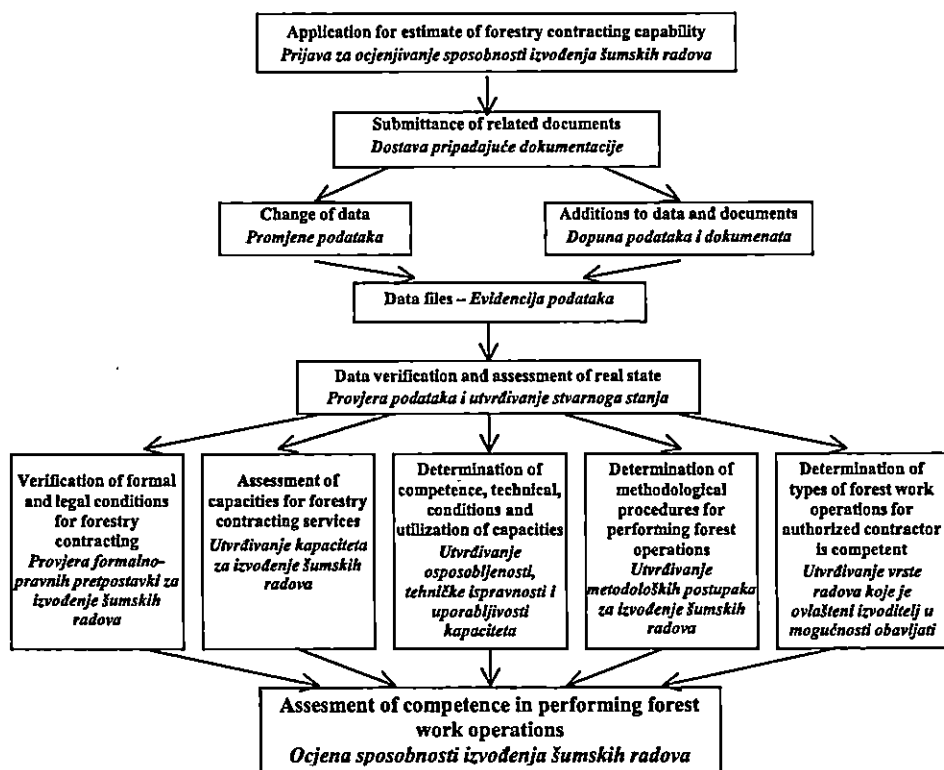 Application for estimate of forestry contracting capability
Prijava za ocjenjivanje sposobnosti izvođenja šumskih radova
Submittance of related documents
Dostava pripadajuće dokumentacije
Change of data
Promjene podataka
Additions to data and documents
Dopuna podataka i dokumenata
Data files – Evidencija podataka
Data verification and assessment of real state
Provjera podataka i utvrđivanje stvarnoga stanja
Verification of formal
and legal conditions
for forestry
contracting
Provjera formalno-
pravnih pretpostavki za
izvođenje šumskih
radova
Assessment of
capacities for forestry
contracting services
Utvrđivanje kapaciteta
za izvođenje šumskih
radova
Determination of
competence, technical,
conditions and
utilization of capacities
Utvrđivanje
osposobljenosti,
tehničke ispravnosti i
uporabljivosti
kapaciteta
Determination of
methodological
procedures for
performing forest
operations
Utvrđivanje
metodoloških postupaka
za izvođenje šumskih
radova
Determination of
types of forest work
operations for
authorized contractor
is competent
Utvrđivanje vrste
radova koje je
ovlašteni izvoditelj u
mogućnosti obavljati
Assesment of competence in performing forest
work operations
Ocjena sposobnosti izvođenja šumskih radova